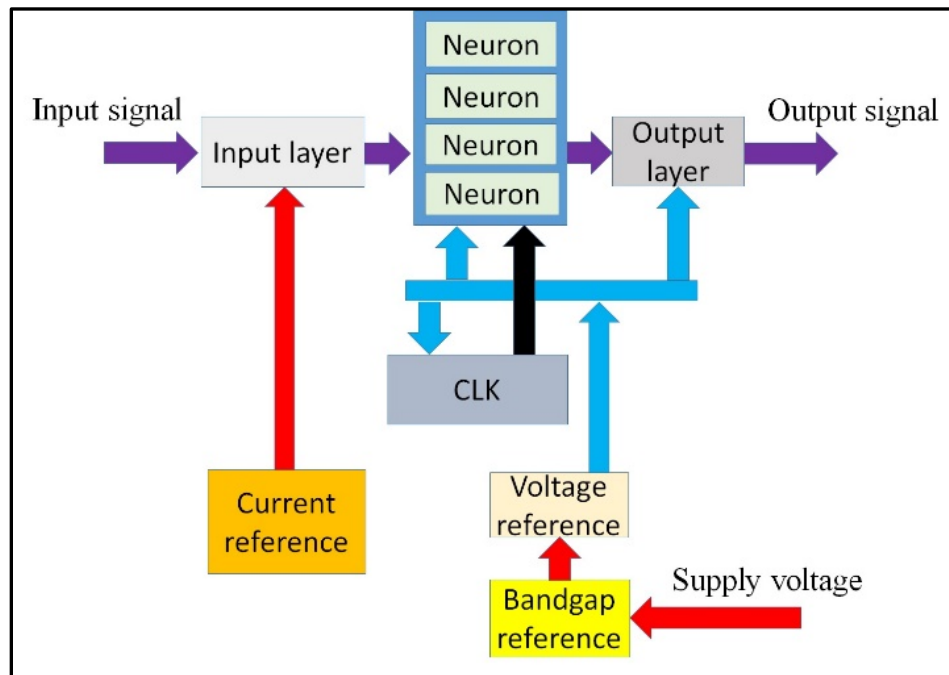 Neuron
Neuron
Neuron
Neuron
Input signal
Input layer
Output
layer
Output signal
CLK
Current
reference
Voltage
reference
Bandgap
reference
Supply voltage